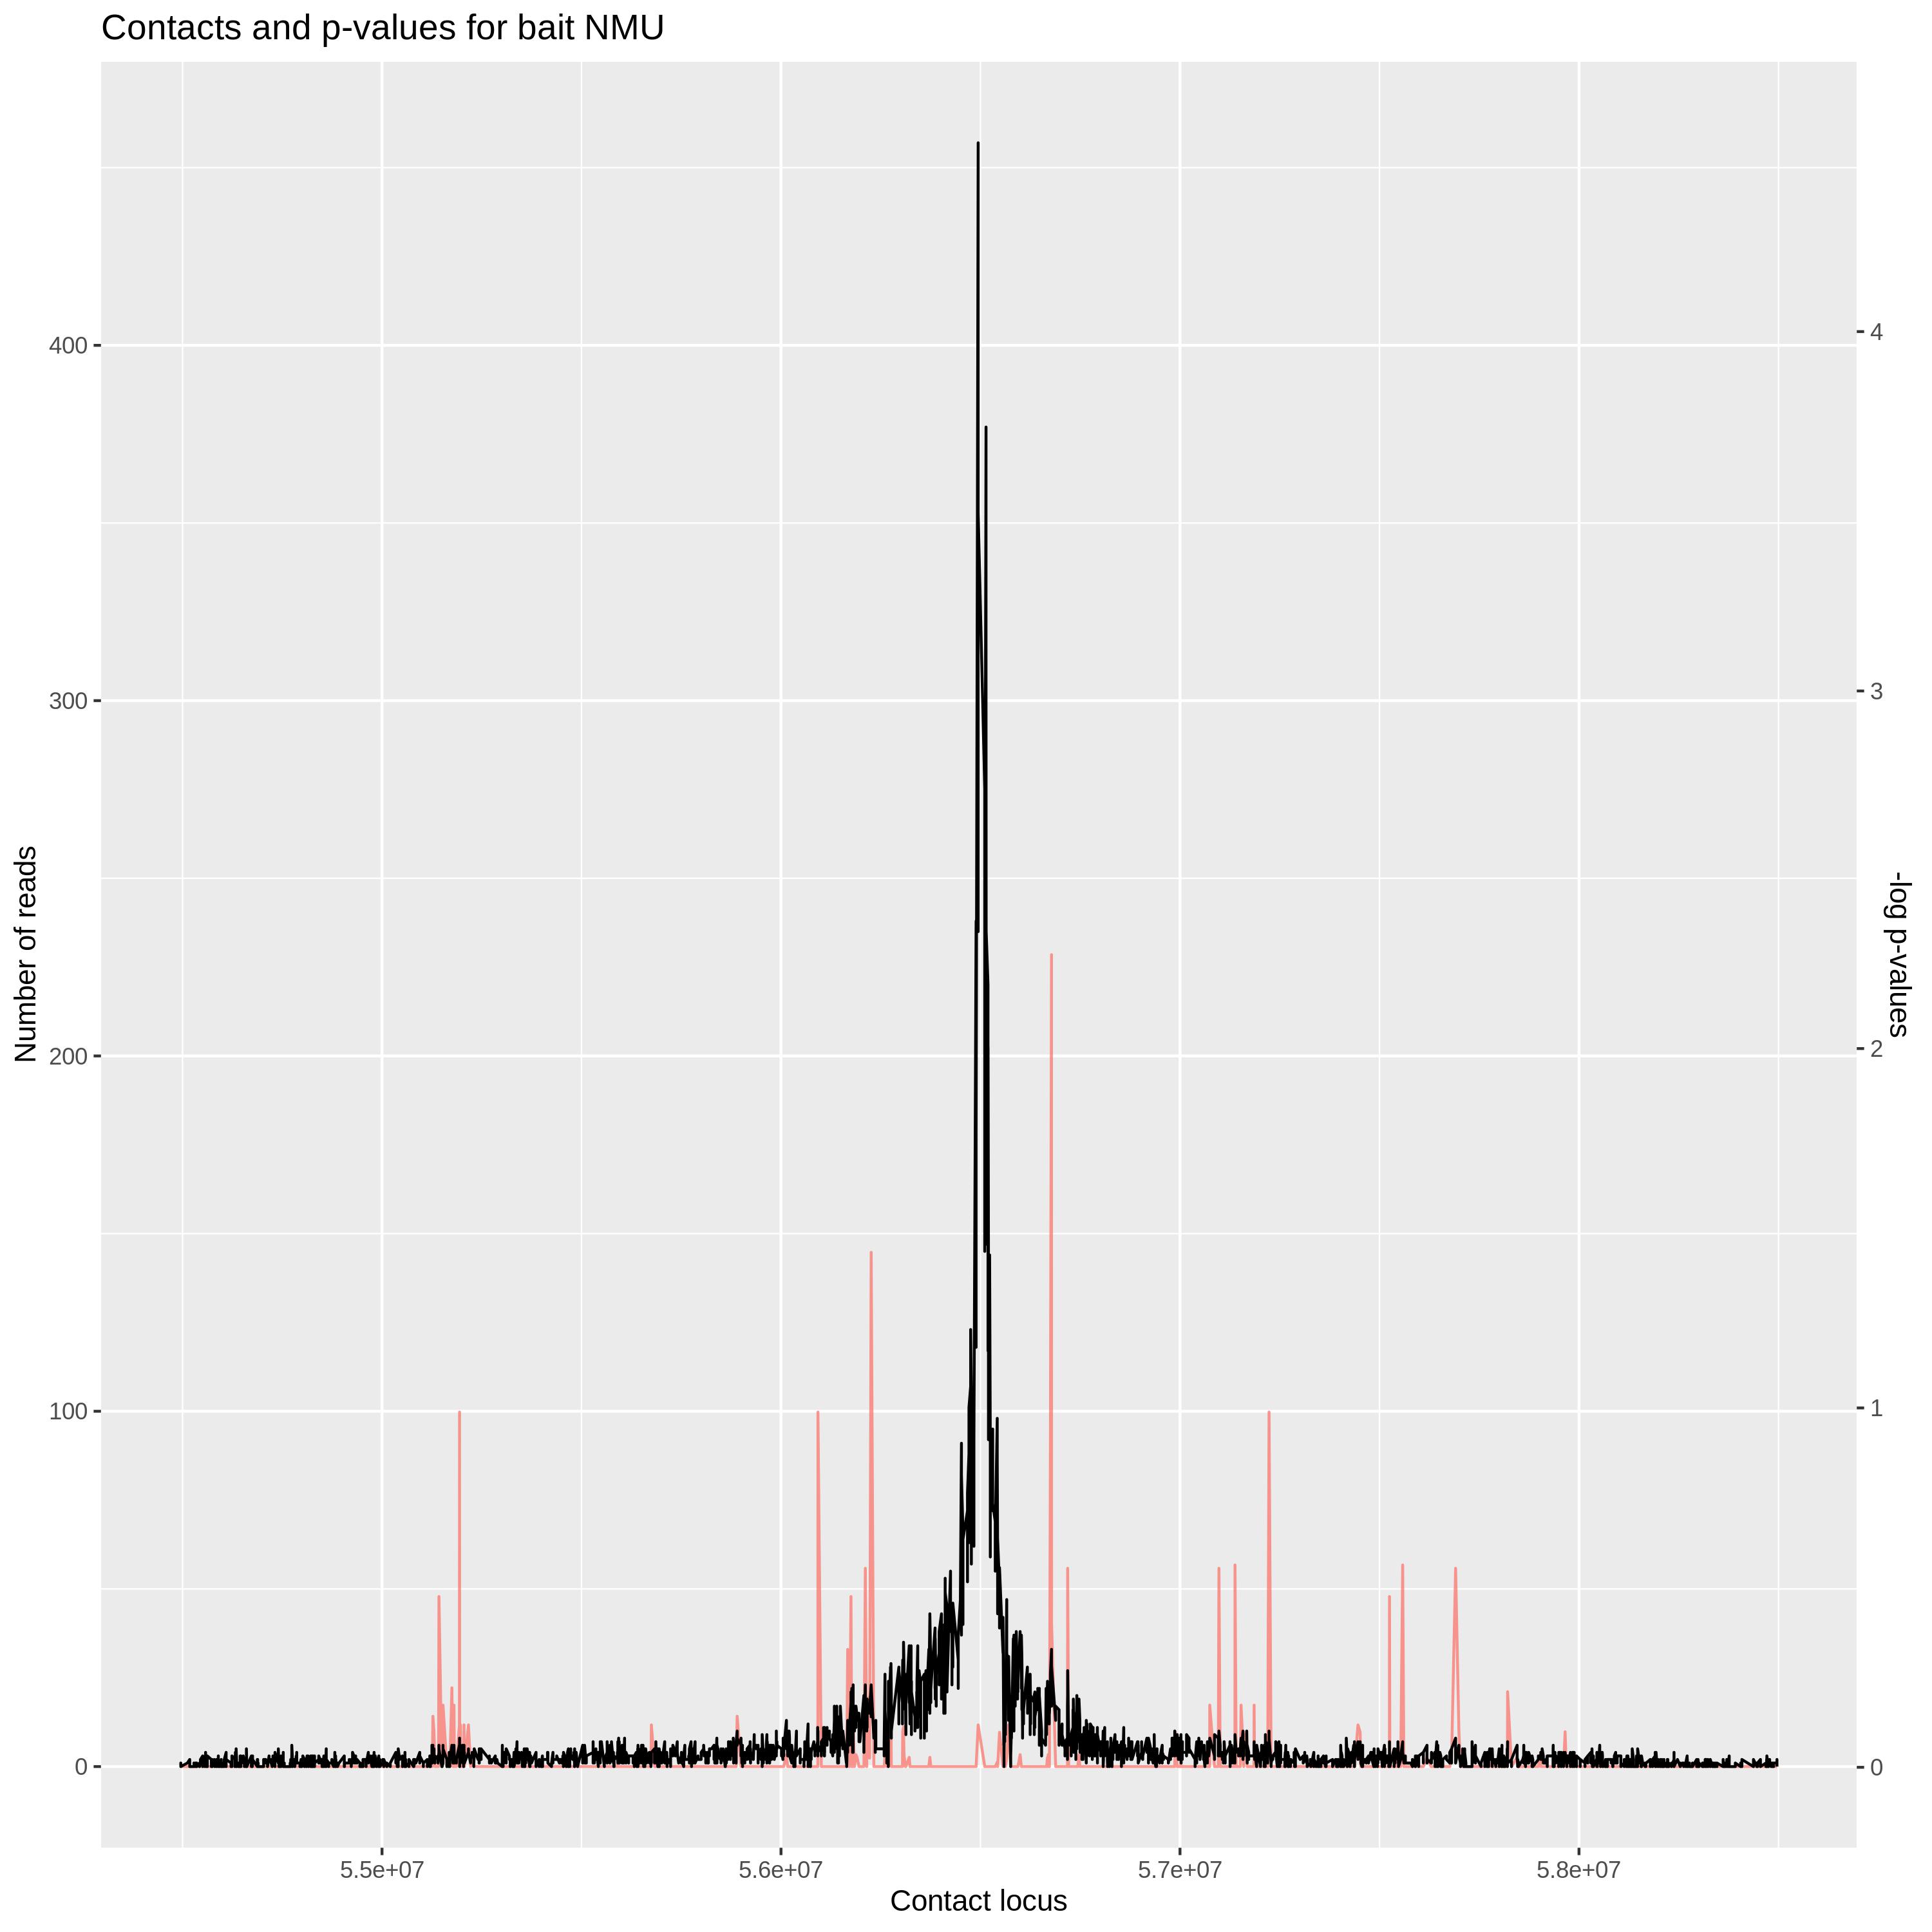 Contacts and p-values for bait NMU
Number of reads
400
300
200
100
0
4
3
2
1
0
-log p-values
5.5e+07
5.6e+07
5.7e+07
5.8e+07
Contact locus